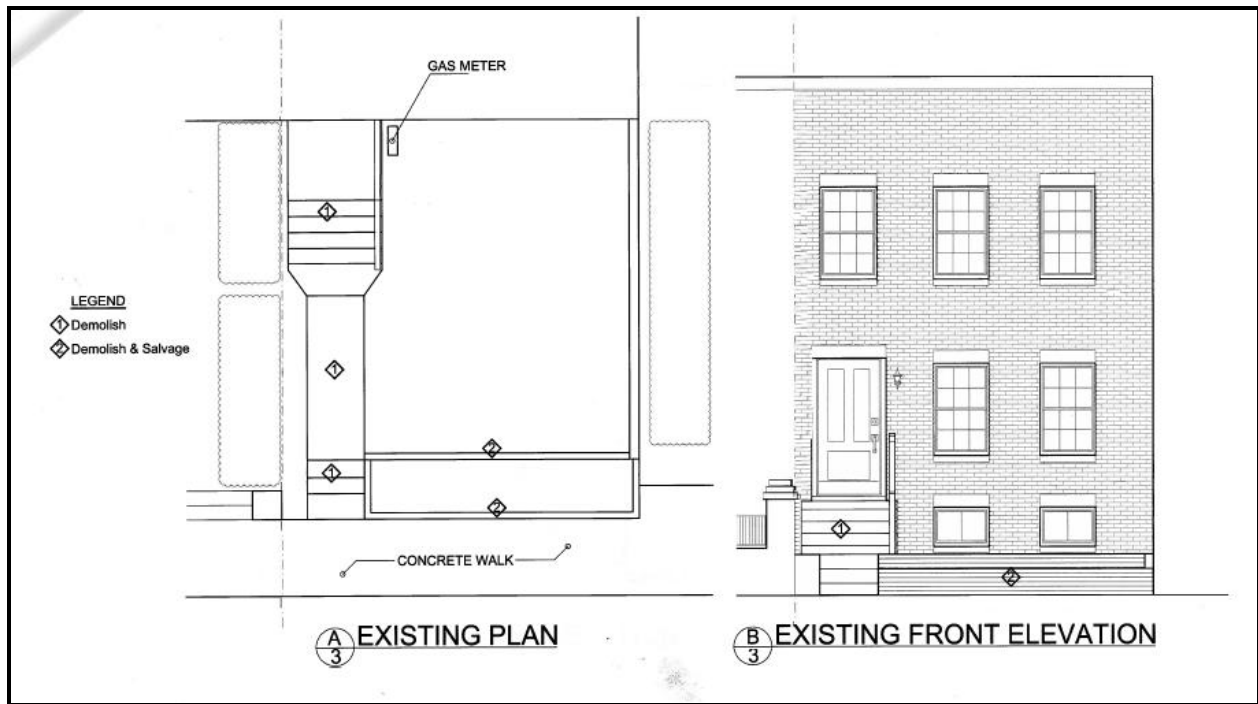 GAS METER
1
LEGEND
1 Demolish
2 Demolish & Salvage
1
2
1
2
CONCRETE WALK
A
3
EXISTING PLAN
1
2
B
3
EXISTING FRONT ELEVATION